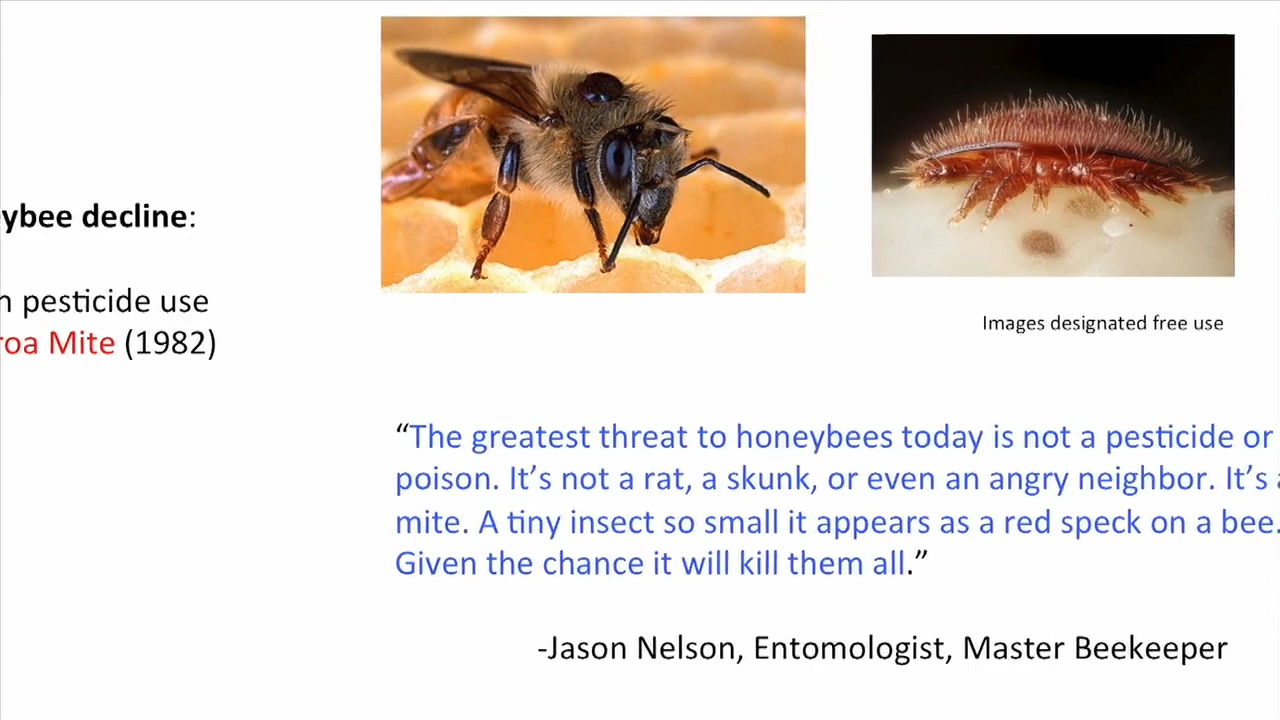 ybee decline:
n pesticide use
roa Mite (1982)
Images designated free use
“The greatest threat to honeybees today is not a pesticide or
poison. It’s not a rat, a skunk, or even an angry neighbor. It’s a
mite. A tiny insect so small it appears as a red speck on a bee.
Given the chance it will kill them all.”
-Jason Nelson, Entomologist, Master Beekeeper